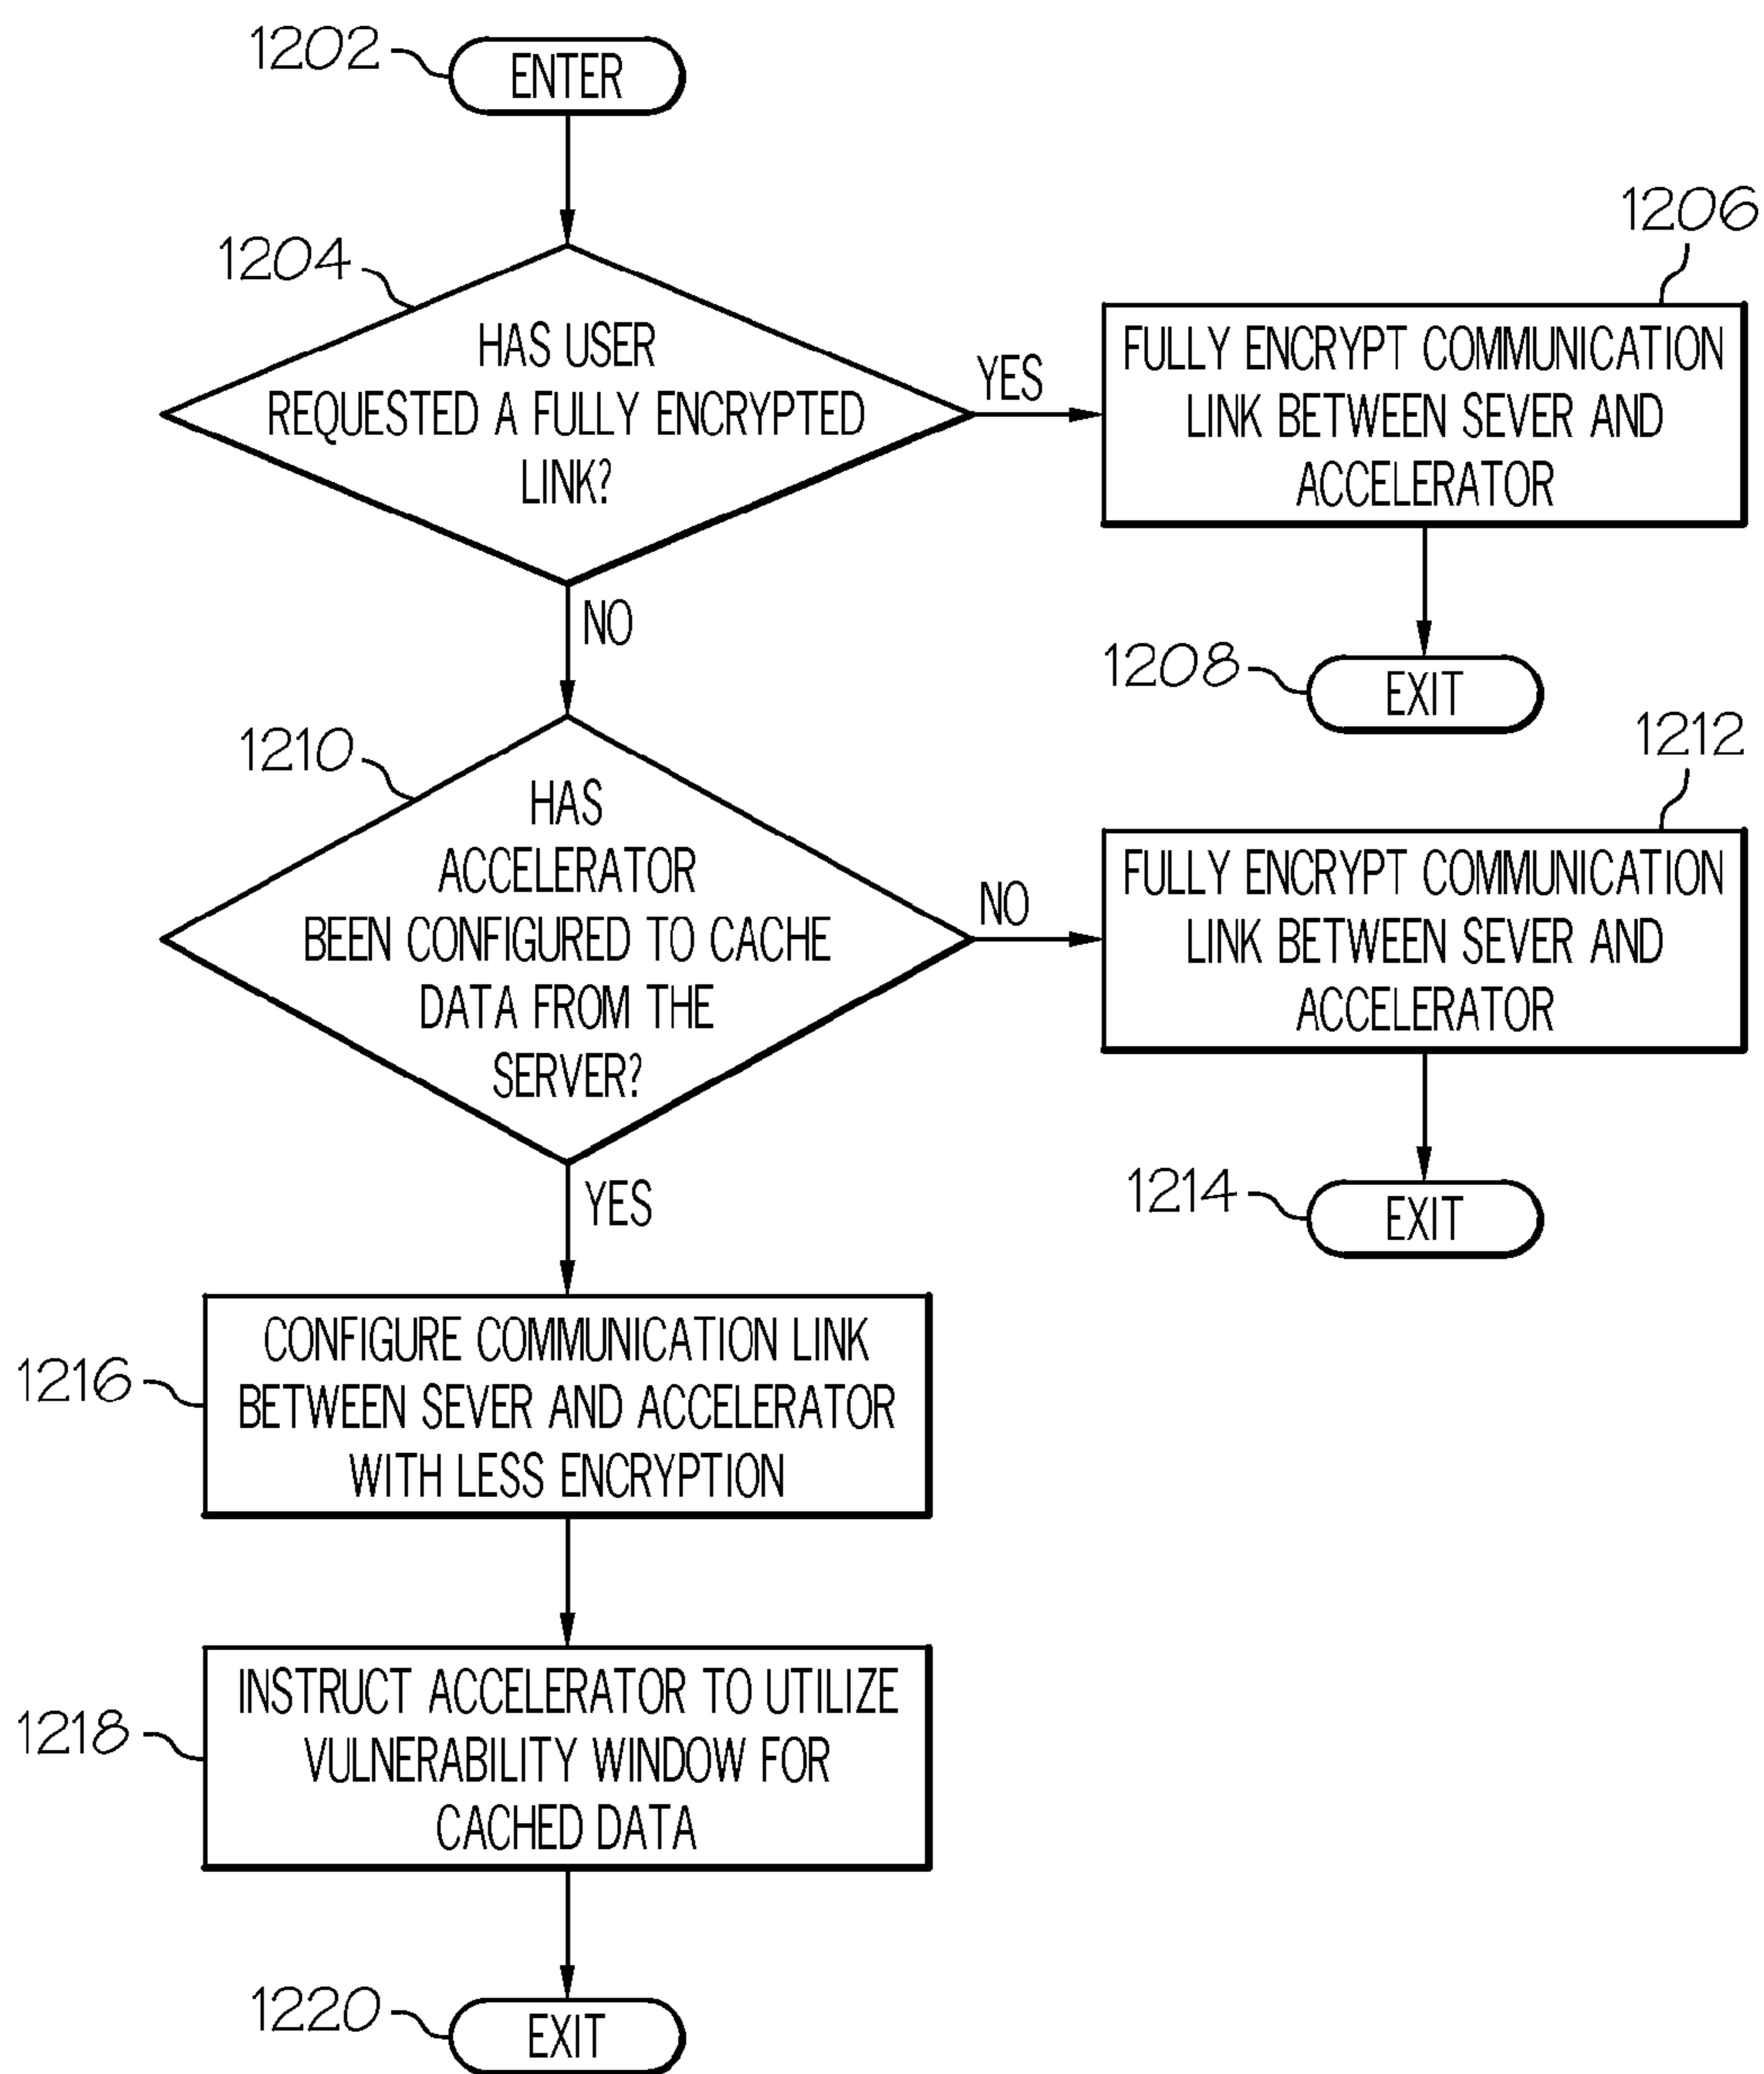 1202
ENTER
1204
HAS USER
REQUESTED A FULLY ENCRYPTED
LINK?
YES
1206
FULLY ENCRYPT COMMUNICATION
LINK BETWEEN SEVER AND
ACCELERATOR
1208
EXIT
NO
1210
HAS
ACCELERATOR
BEEN CONFIGURED TO CACHE
DATA FROM THE
SERVER?
NO
1212
FULLY ENCRYPT COMMUNICATION
LINK BETWEEN SEVER AND
ACCELERATOR
1214
EXIT
YES
1216
CONFIGURE COMMUNICATION LINK
BETWEEN SEVER AND ACCELERATOR
WITH LESS ENCRYPTION
1218
INSTRUCT ACCELERATOR TO UTILIZE
VULNERABILITY WINDOW FOR
CACHED DATA
1220
EXIT